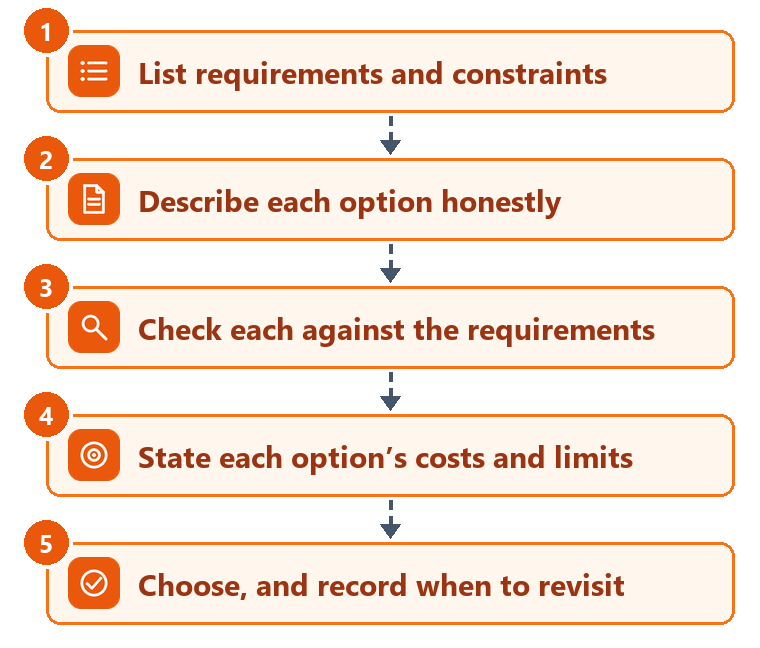 1
List requirements and constraints
2
Describe each option honestly
3
Check each against the requirements
4
State each option’s costs and limits
5
Choose, and record when to revisit